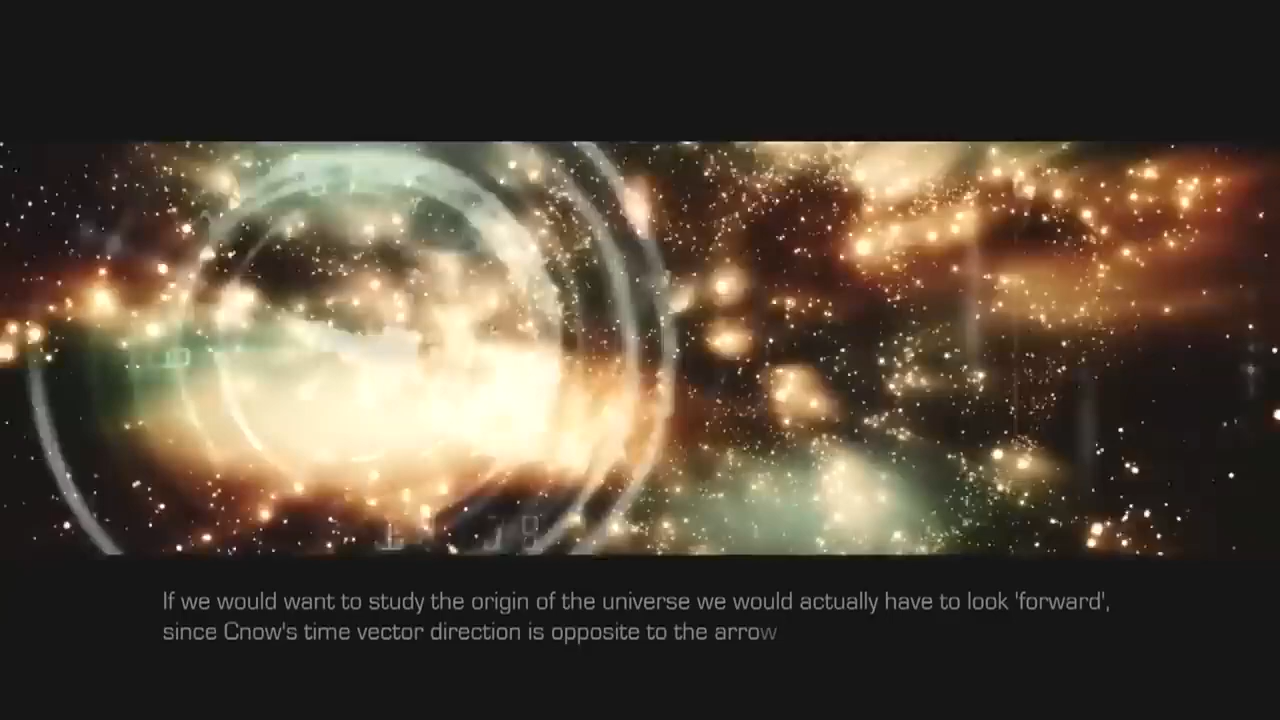 If we would want to study the origin of the universe we would actually have to look 'forward',
since Cnow's time vector direction is opposite to the arrow